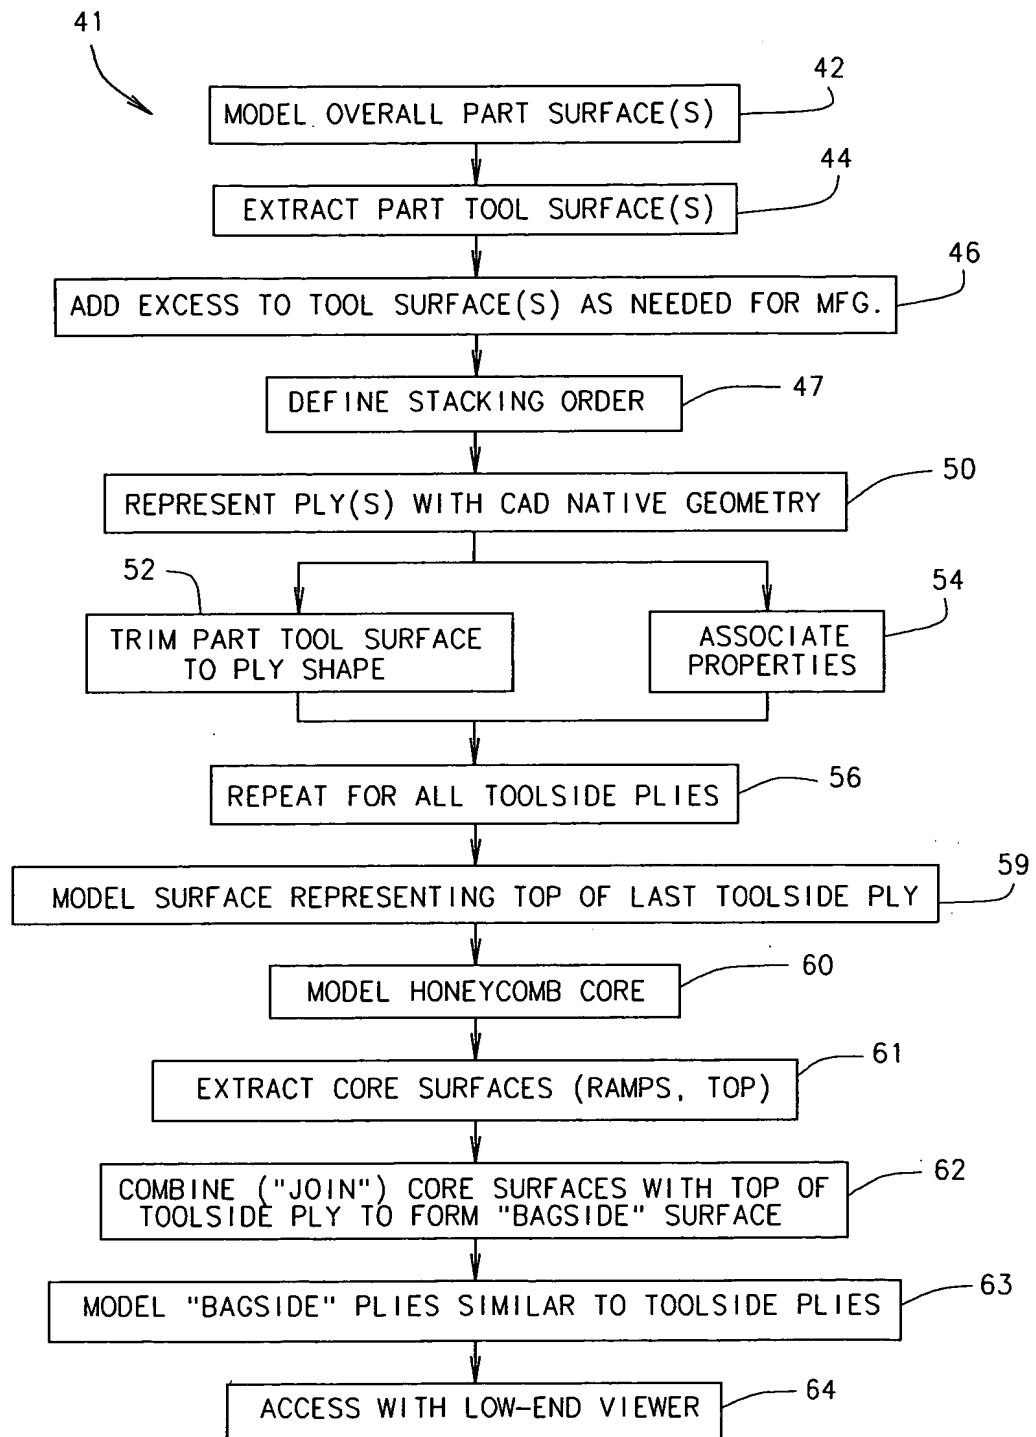 41
42
MODEL OVERALL PART SURFACE(S)
44
EXTRACT PART TOOL SURFACE(S)
46
ADD EXCESS TO TOOL SURFACE(S) AS NEEDED FOR MFG.
47
DEFINE STACKING ORDER
50
REPRESENT PLY(S) WITH CAD NATIVE GEOMETRY
52
TRIM PART TOOL SURFACE
TO PLY SHAPE
54
ASSOCIATE
PROPERTIES
56
REPEAT FOR ALL TOOLSIDE PLIES
59
MODEL SURFACE REPRESENTING TOP OF LAST TOOLSIDE PLY
60
MODEL HONEYCOMB CORE
61
EXTRACT CORE SURFACES (RAMPS, TOP)
62
COMBINE ("JOIN") CORE SURFACES WITH TOP OF
TOOLSIDE PLY TO FORM "BAGSIDE" SURFACE
63
MODEL "BAGSIDE" PLIES SIMILAR TO TOOLSIDE PLIES
64
ACCESS WITH LOW-END VIEWER